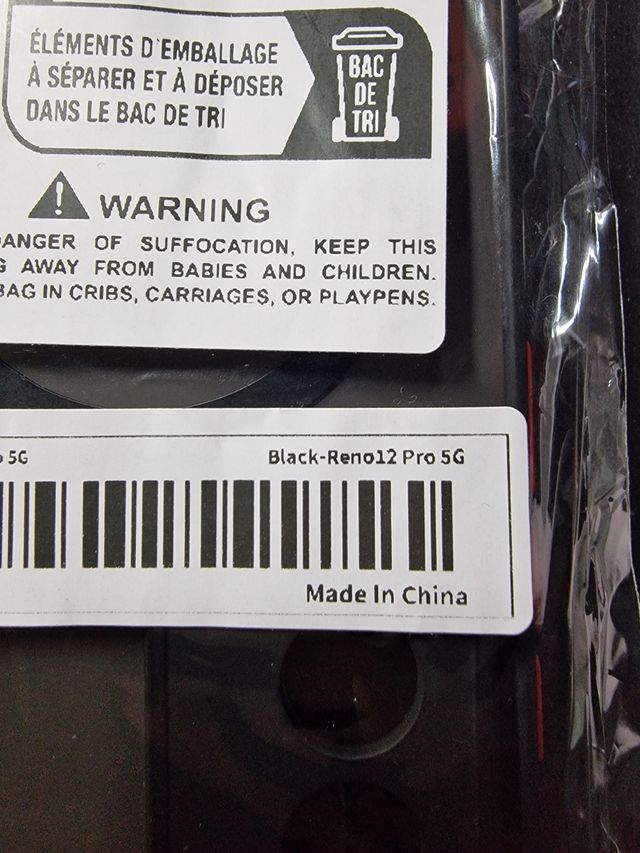 ÉLÉMENTS D'EMBALLAGE
À SÉPARER ET À DÉPOSER
DANS LE BAC DE TRI
BAC
DE
TRI
WARNING
DANGER OF SUFFOCATION, KEEP THIS
AWAY FROM BABIES AND CHILDREN.
BAG IN CRIBS, CARRIAGES, OR PLAYPENS.
5G
Black-Reno12 Pro 5G
Made In China